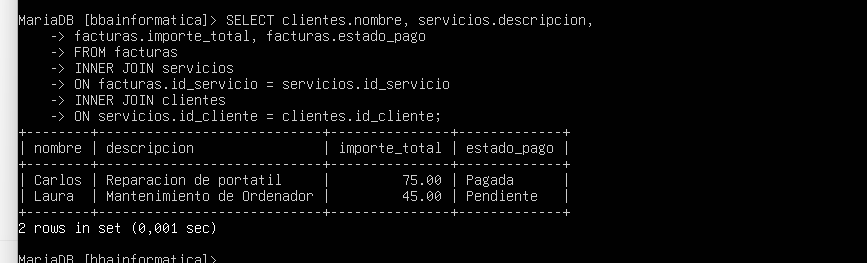 MariaDB [bbainformatica]> SELECT clientes.nombre, servicios.descripcion,
    -> facturas.importe_total, facturas.estado_pago
    -> FROM facturas
    -> INNER JOIN servicios
    -> ON facturas.id_servicio = servicios.id_servicio
    -> INNER JOIN clientes
    -> ON servicios.id_cliente = clientes.id_cliente;
+--------+----------------------------+---------------+-------------+
| nombre | descripcion                | importe_total | estado_pago |
+--------+----------------------------+---------------+-------------+
| Carlos | Reparacion de portatil     |         75.00 | Pagada      |
| Laura  | Mantenimiento de Ordenador |         45.00 | Pendiente   |
+--------+----------------------------+---------------+-------------+
2 rows in set (0,001 sec)
MariaDB [bbainformatica]>